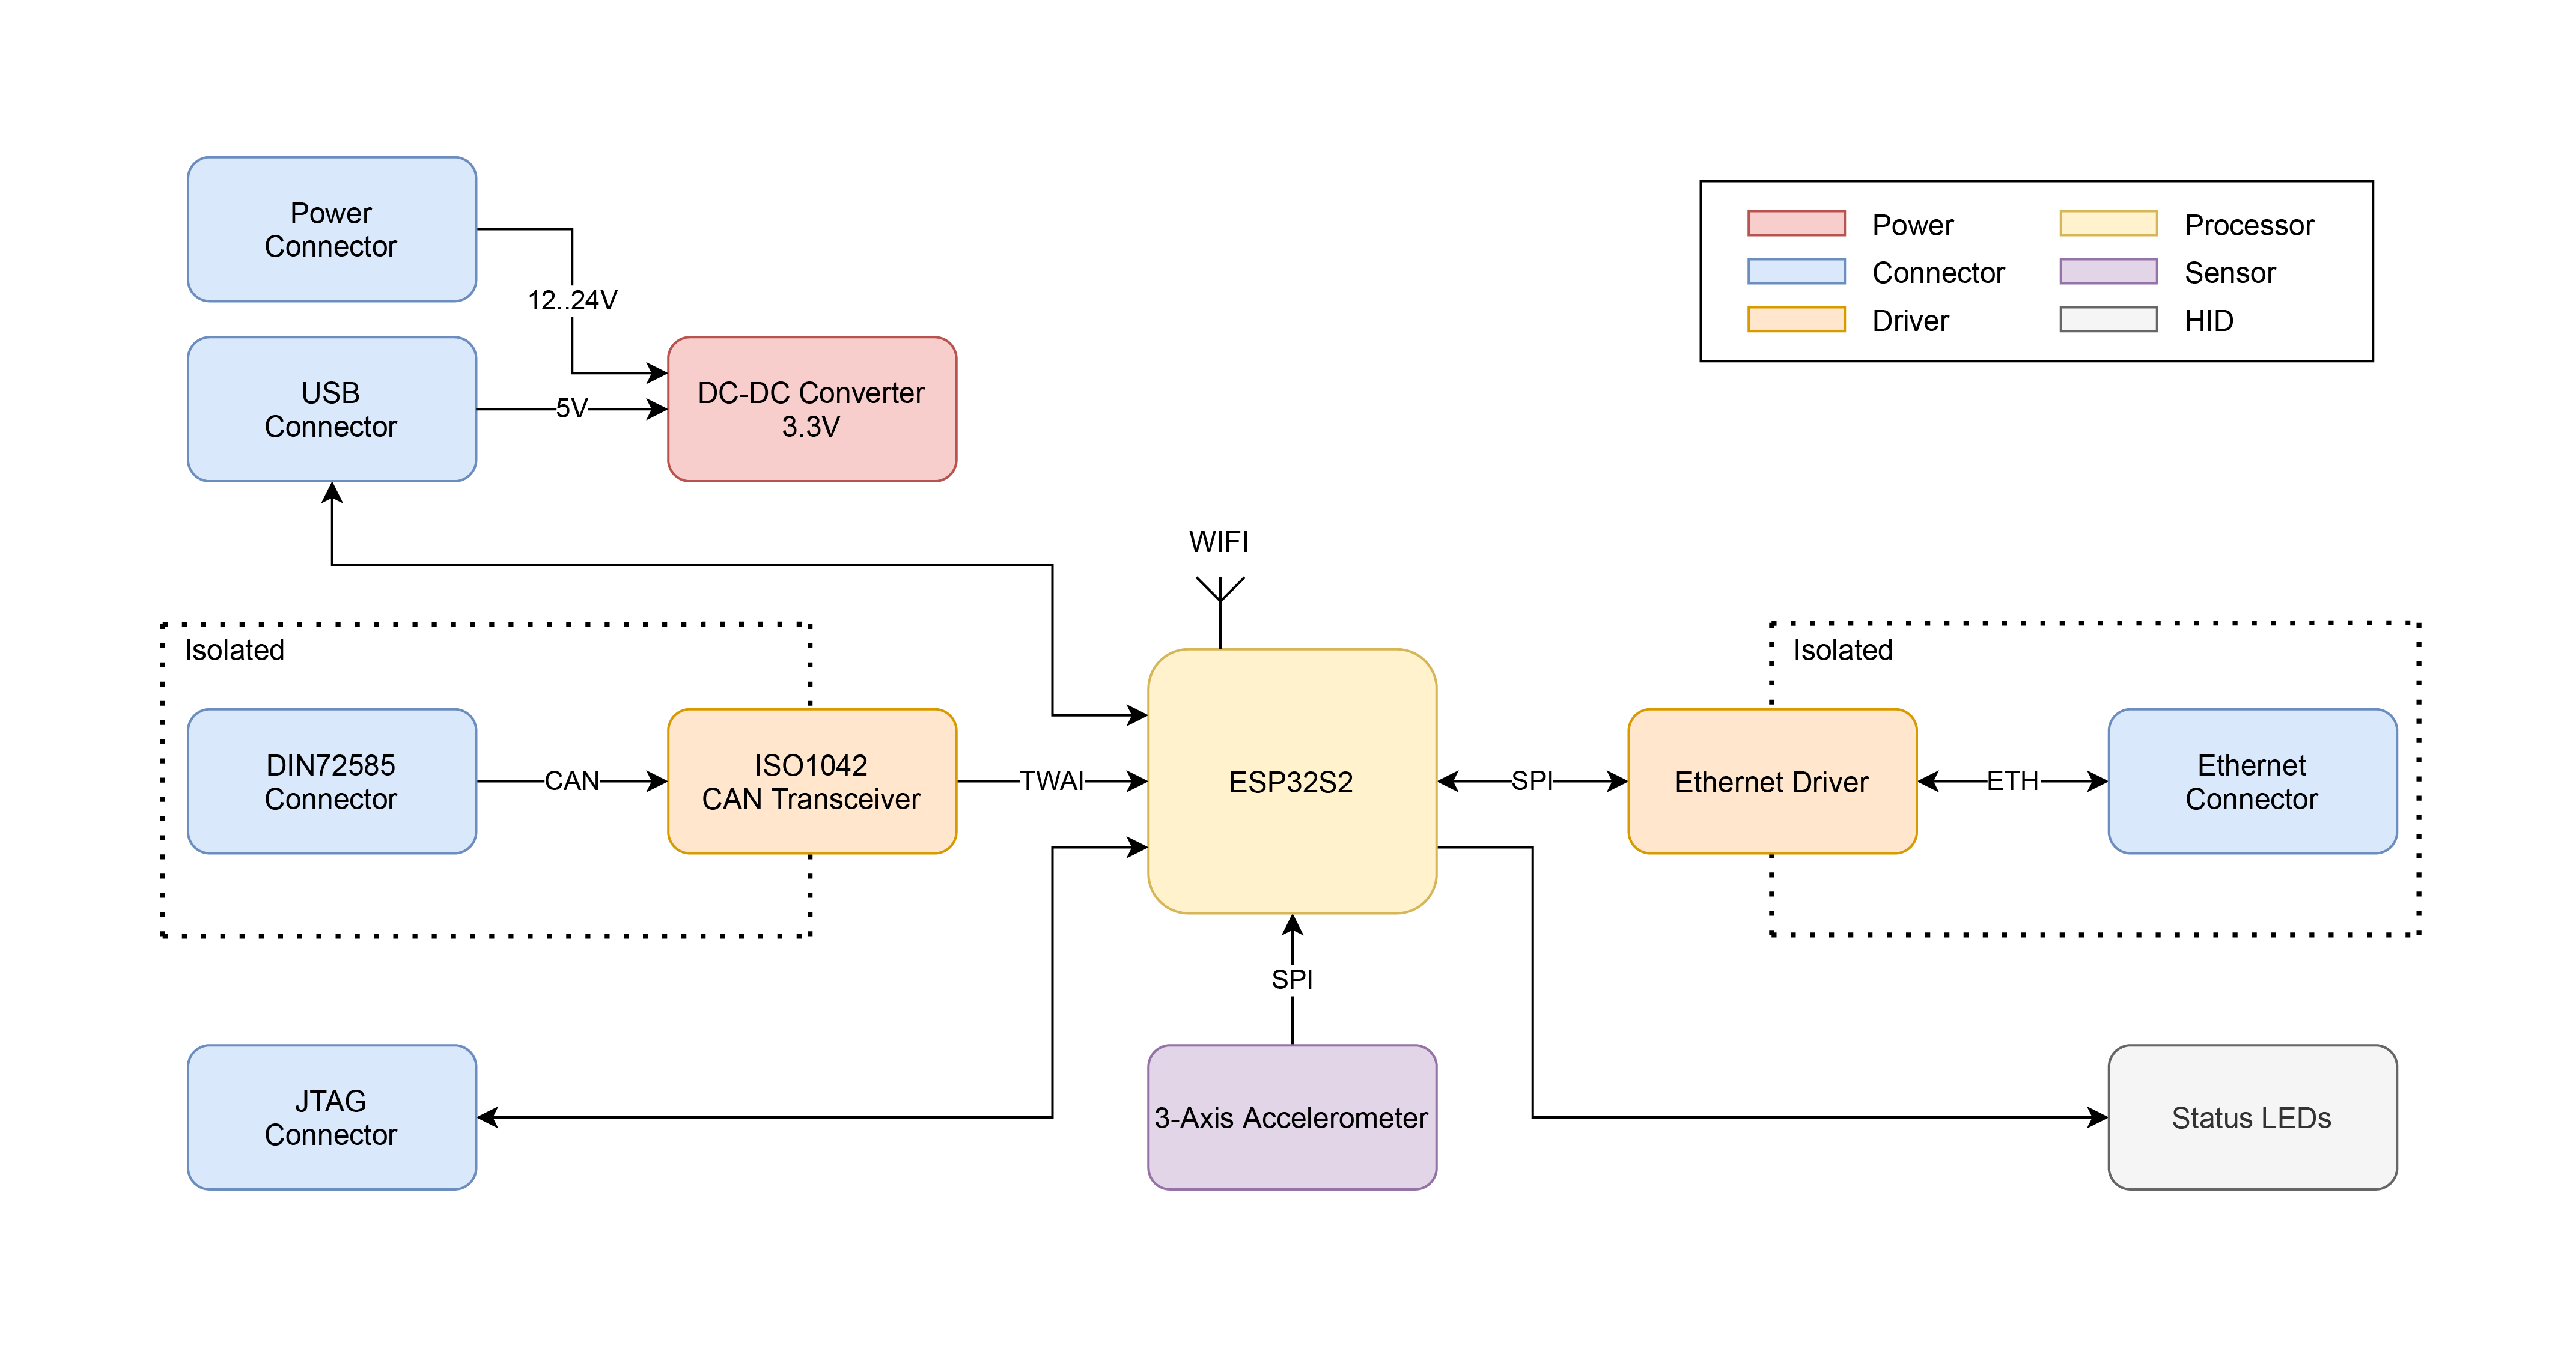 Power
Connector
12..24V
USB
Connector
5V
DC-DC Converter
3.3V
Power
Connector
Driver
Processor
Sensor
HID
WIFI
Isolated
DIN72585
Connector
CAN
ISO1042
CAN Transceiver
TWAI
ESP32S2
SPI
Isolated
Ethernet Driver
ETH
Ethernet
Connector
SPI
JTAG
Connector
3-Axis Accelerometer
Status LEDs